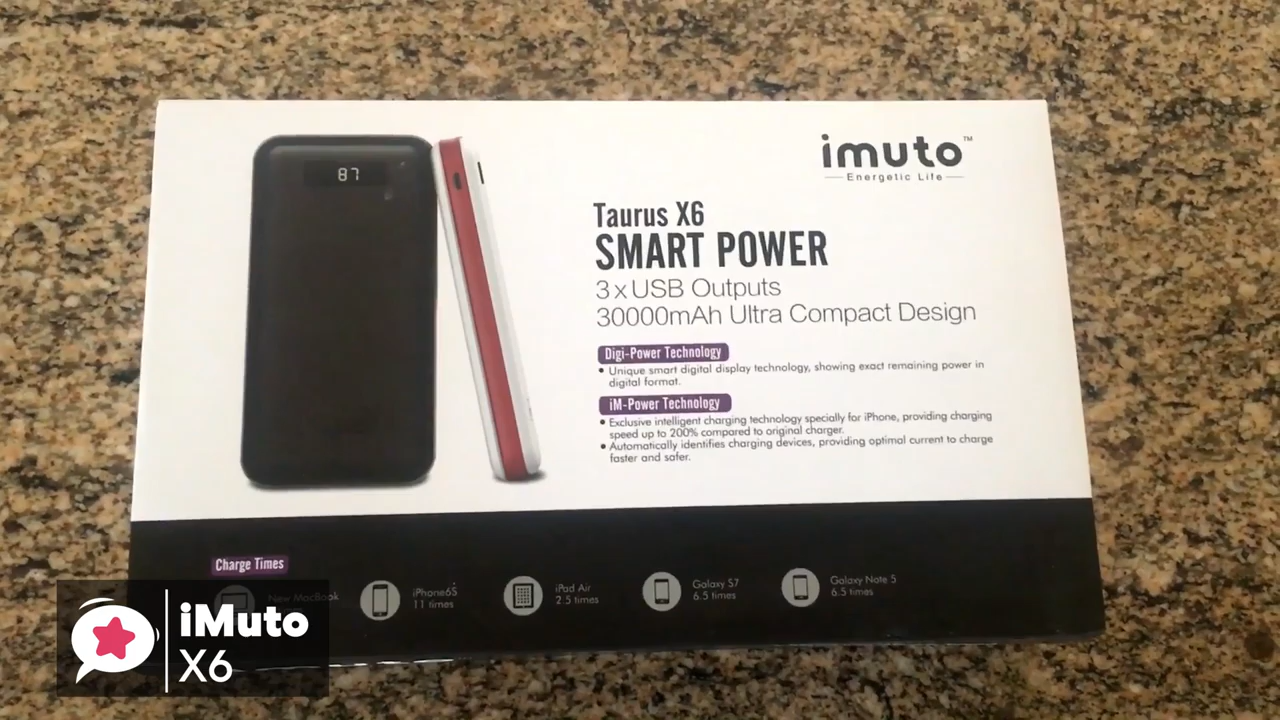 87
imuto™
Energetic Life
Taurus X6
SMART POWER
3 x USB Outputs
30000mAh Ultra Compact Design
Digi-Power Technology
• Unique smart digital display technology, showing exact remaining power in
digital format.
iM-Power Technology
• Exclusive intelligent charging technology specially for iPhone, providing charging
speed up to 200% compared to original charger.
• Automatically identifies charging devices, providing optimal current to charge
faster and safer.
Charge Times
New MacBook
iPhone6S
11 times
iPad Air
2.5 times
Galaxy S7
6.5 times
Galaxy Note 5
6.5 times
iMuto
X6